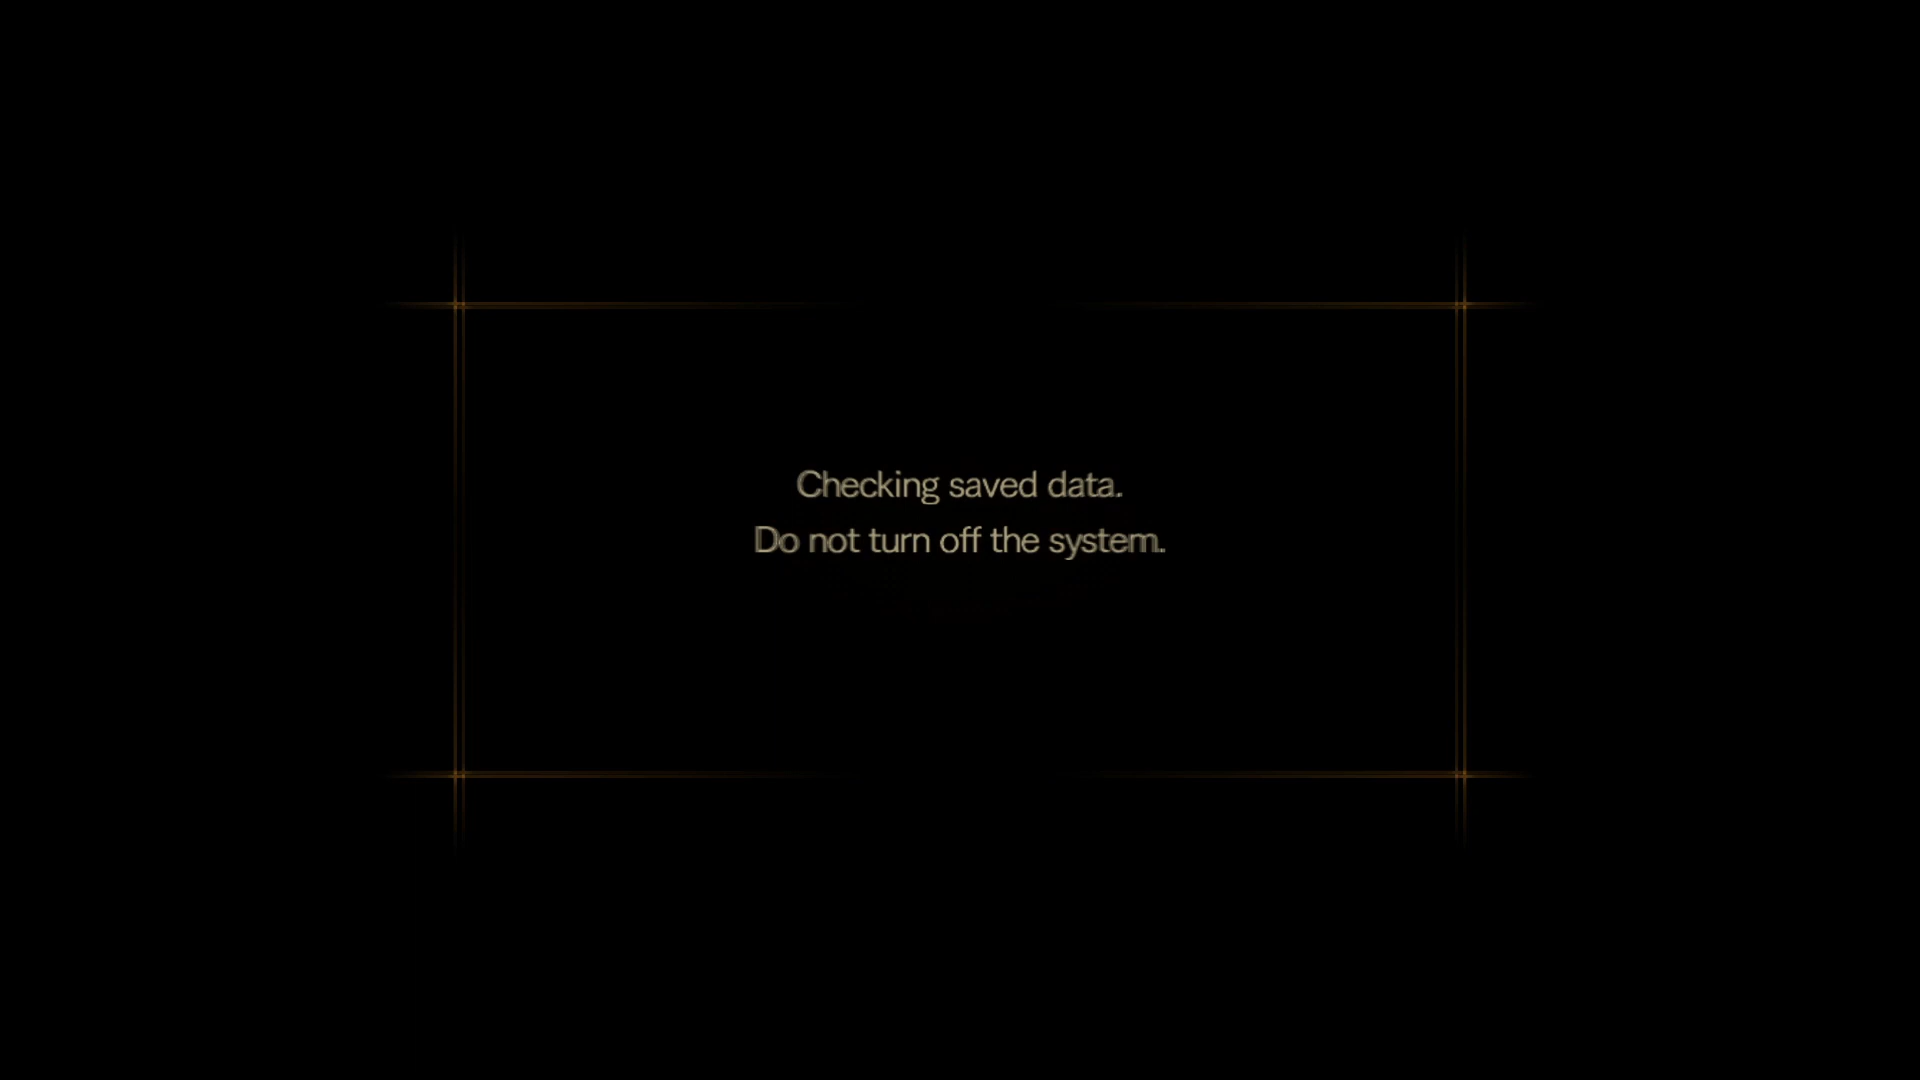 Checking saved data.
Do not turn off the system.